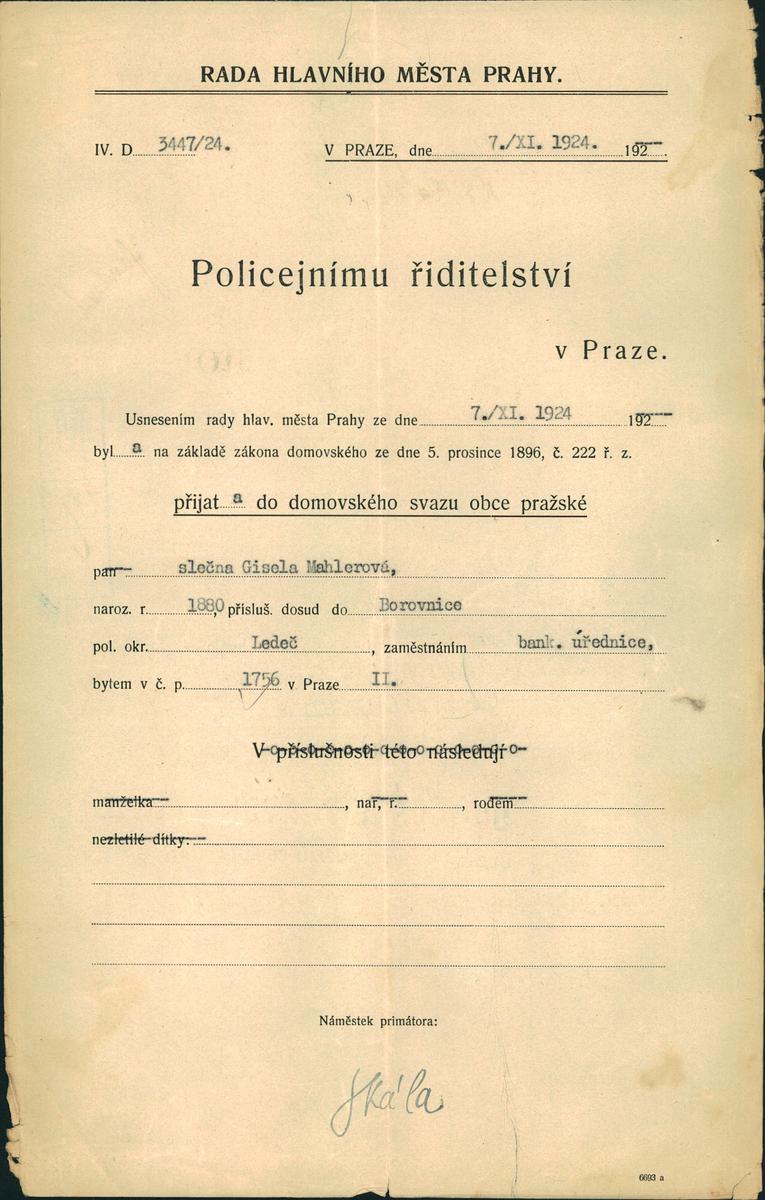 RADA HLAVNÍHO MĚSTA PRAHY.
IV. D 3447/24. V PRAZE, dne 7./XI. 1924. 192
Policejnímu řiditelství
v Praze.
Usnesením rady hlav. města Prahy ze dne 7./XI. 1924 192
byl a na základě zákona domovského ze dne 5. prosince 1896, č. 222 ř. z.
přijat a do domovského svazu obce pražské
pan slečna Gisela Mahlerová,
naroz. r. 1880, přísluš. dosud do Borovnice
pol. okr. Ledeč, zaměstnáním bank. úřednice,
bytem v č. p. 1756 v Praze II.
V příslušnosti této následují
manželka, nar. r., rodem
nezletilé dítky:
Náměstek primátora:
Skála
6693 a